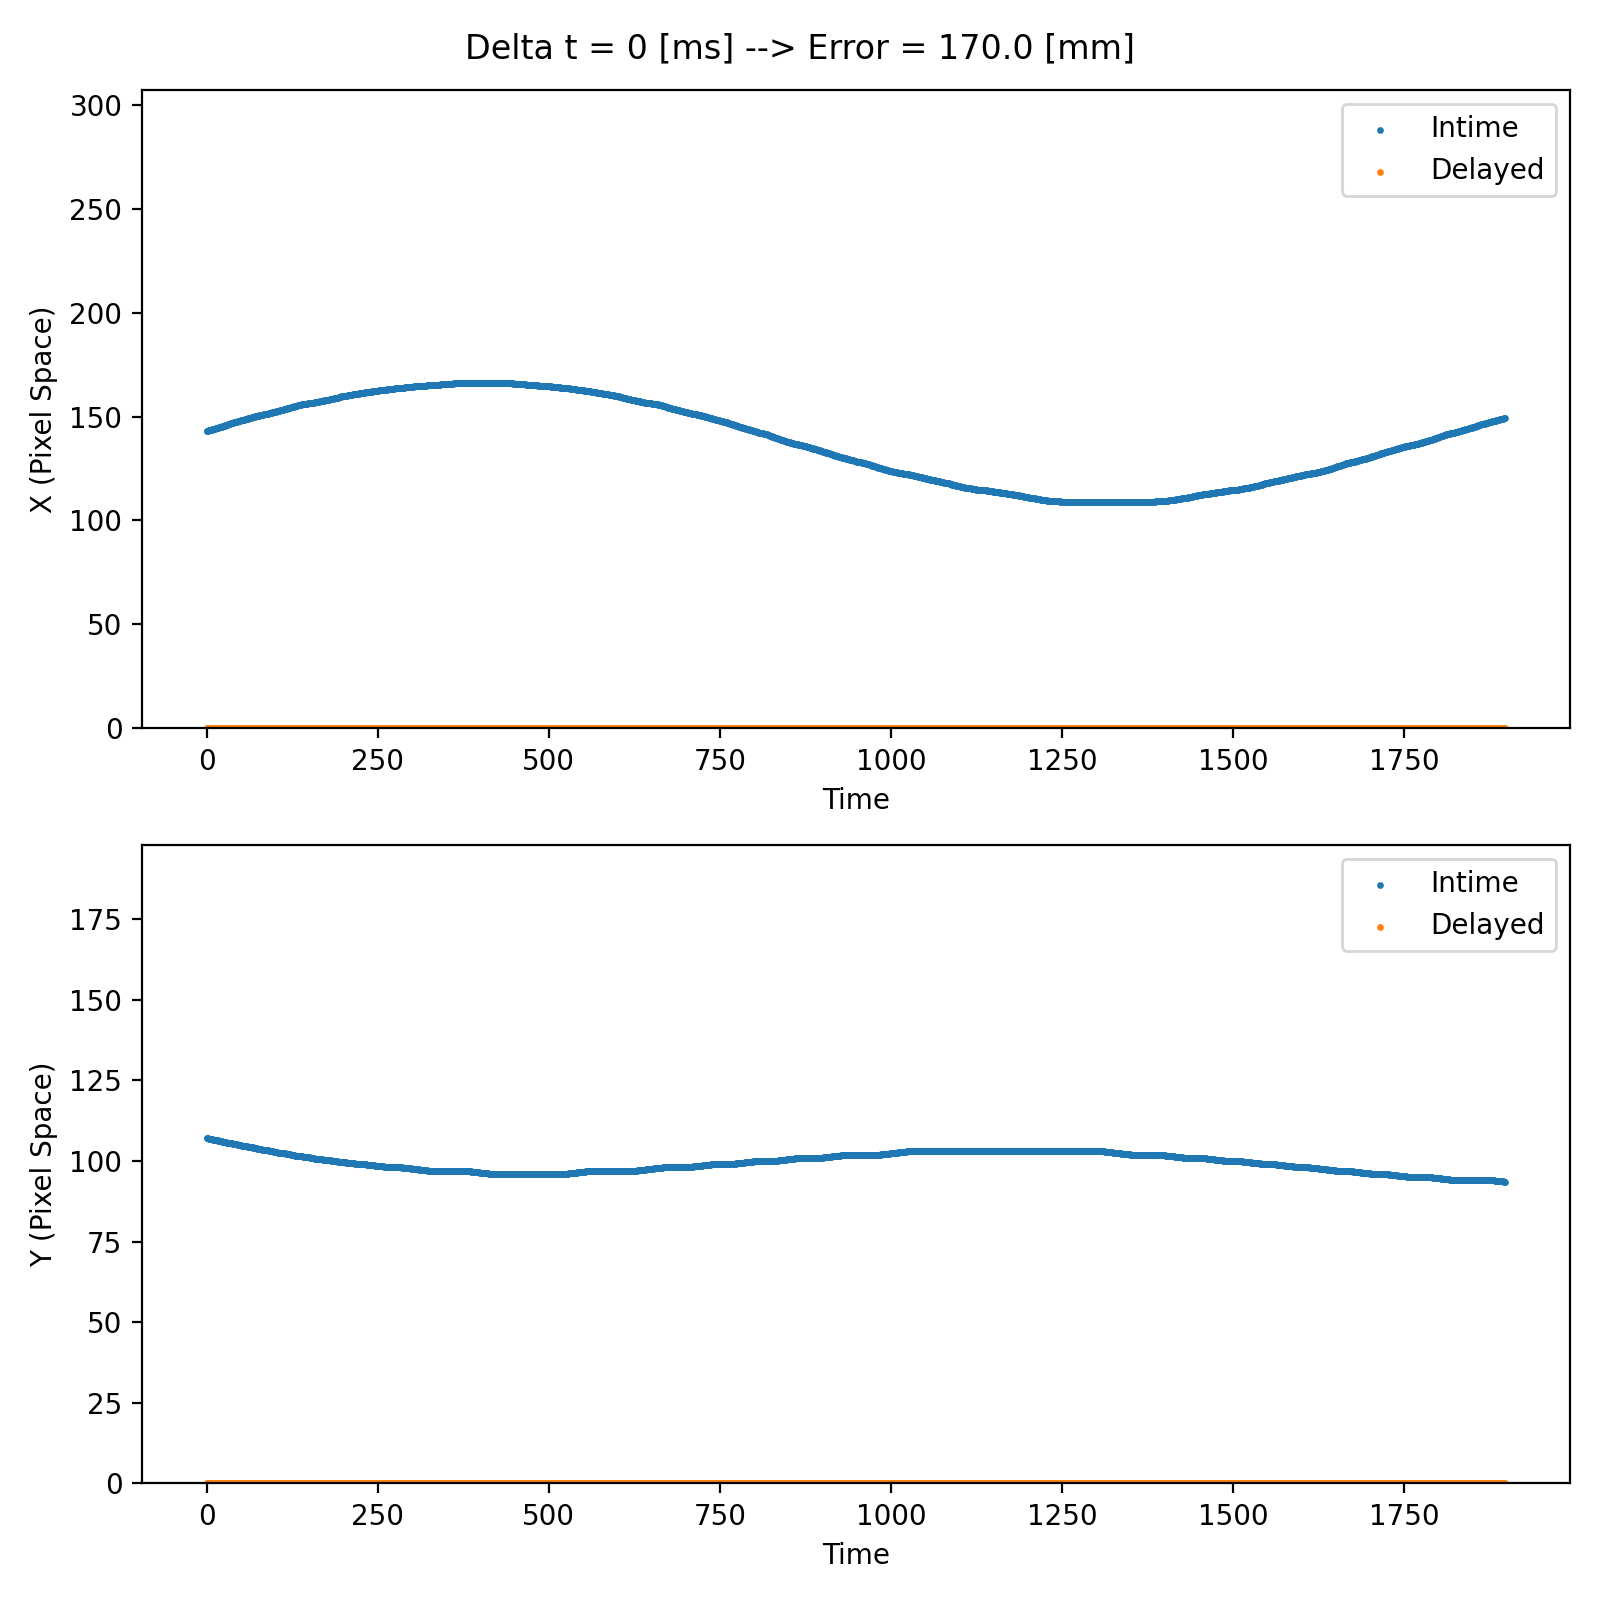 Delta t = 0 [ms] --> Error = 170.0 [mm]
300
250
200
150
100
50
0
X (Pixel Space)
Intime
Delayed
0 250 500 750 1000 1250 1500 1750
Time
175
150
125
100
75
50
25
0
Y (Pixel Space)
Intime
Delayed
0 250 500 750 1000 1250 1500 1750
Time